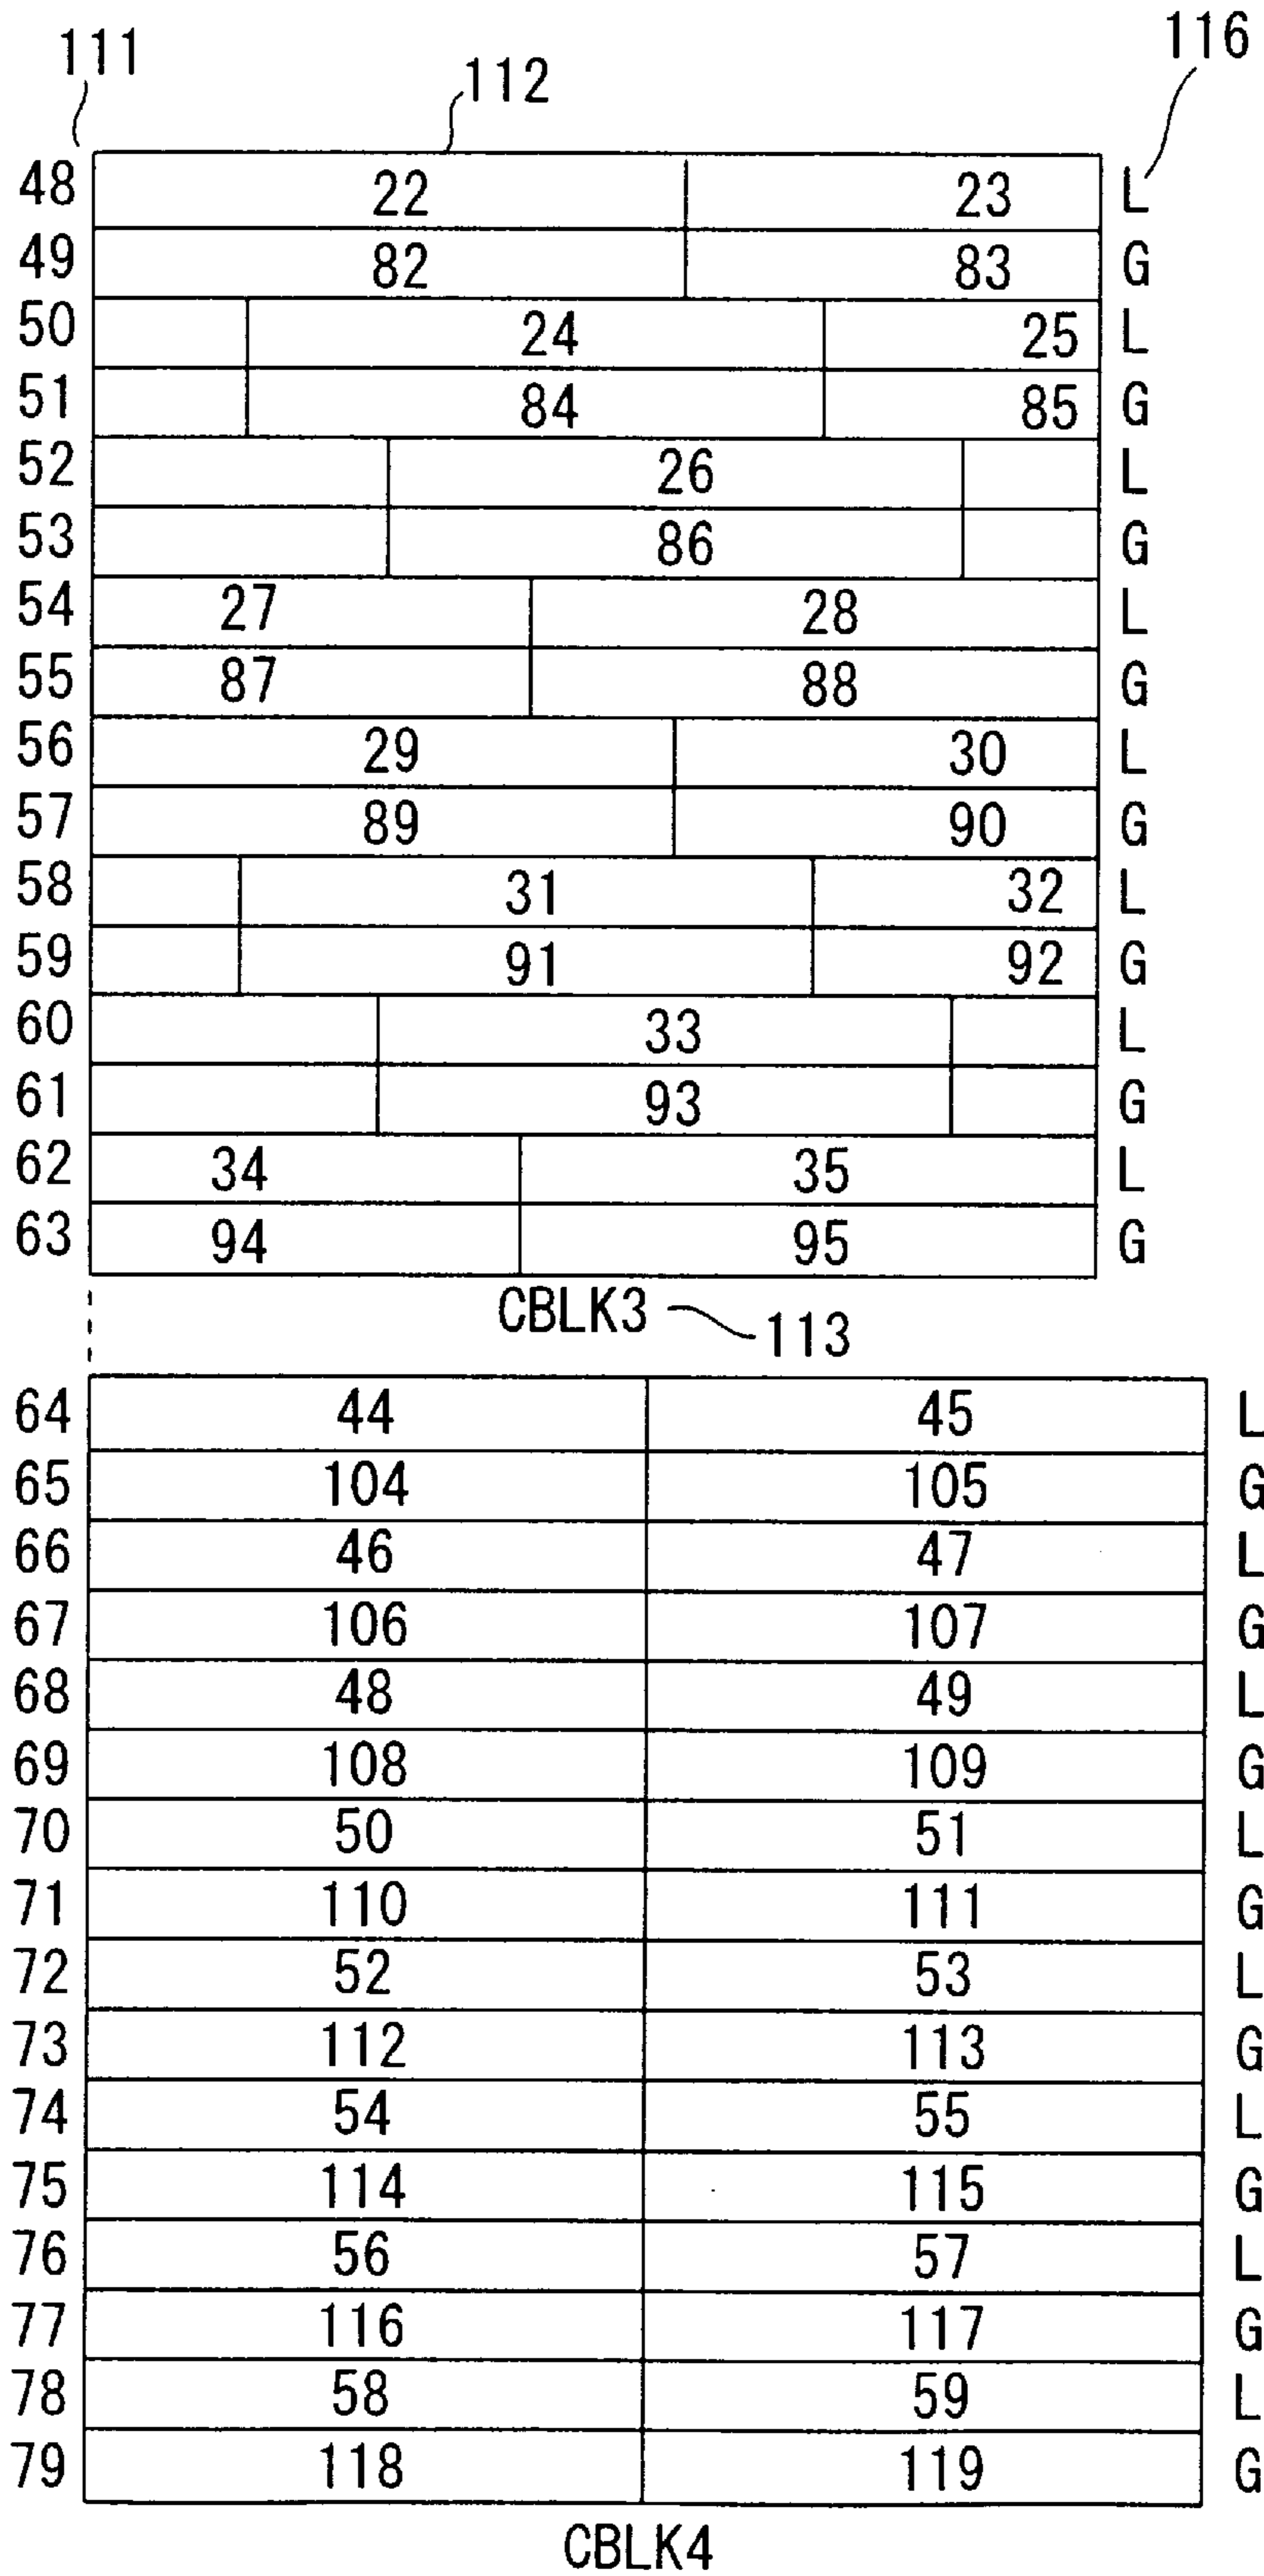 111 112 116
48 22 23 L
49 82 83 G
50 24 25 L
51 84 85 G
52 26 L
53 86 G
54 27 28 L
55 87 88 G
56 29 30 L
57 89 90 G
58 31 32 L
59 91 92 G
60 33 L
61 93 G
62 34 35 L
63 94 95 G
CBLK3 113
64 44 45 L
65 104 105 G
66 46 47 L
67 106 107 G
68 48 49 L
69 108 109 G
70 50 51 L
71 110 111 G
72 52 53 L
73 112 113 G
74 54 55 L
75 114 115 G
76 56 57 L
77 116 117 G
78 58 59 L
79 118 119 G
CBLK4